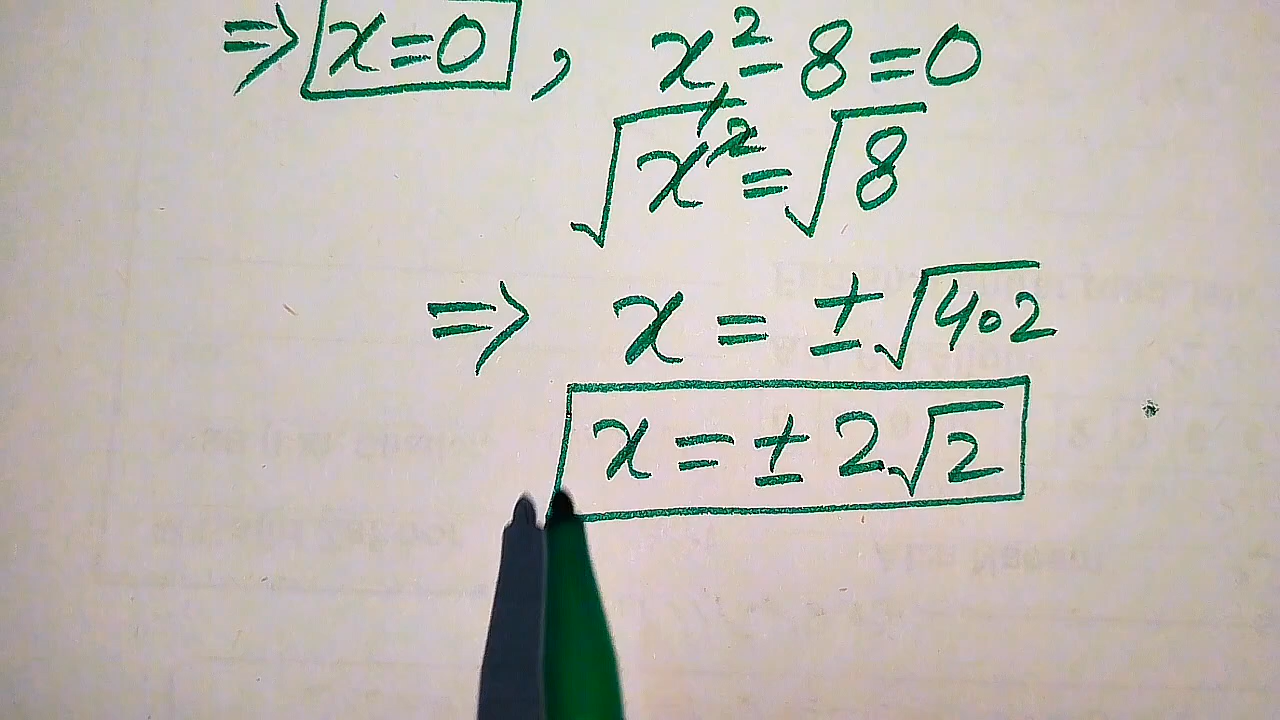 ⇒ x=0 , x²-8=0
√x² = √8
⇒ x = ±√4·2
x = ± 2√2